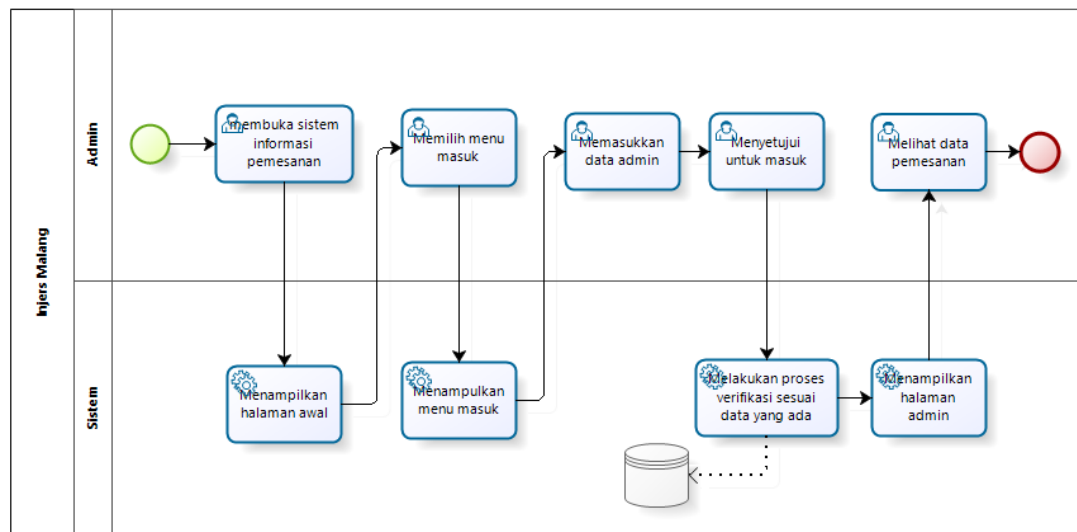 Injers Malang
Admin
membuka sistem
informasi
pemesanan
Memilih menu
masuk
Memasukkan
data admin
Menyetujui
untuk masuk
Melihat data
pemesanan
Sistem
Menampilkan
halaman awal
Menampulkan
menu masuk
Melakukan proses
verifikasi sesuai
data yang ada
Menampilkan
halaman
admin